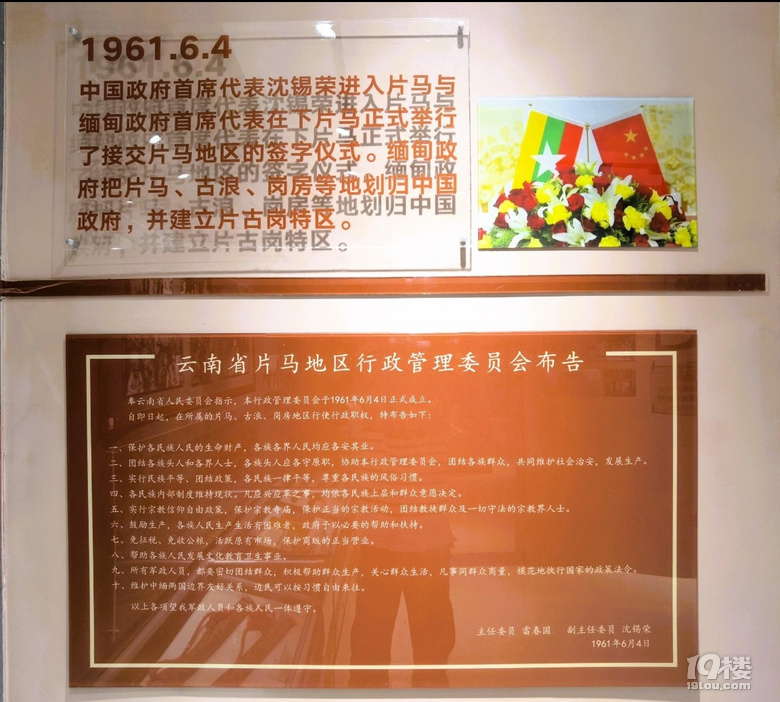 1961.6.4
中国政府首席代表沈锡荣进入片马与
缅甸政府首席代表在下片马正式举行
了接交片马地区的签字仪式。缅甸政
府把片马、古浪、岗房等地划归中国
政府，并建立片古岗特区。
云南省片马地区行政管理委员会布告
奉云南省人民委员会指示，本行政管理委员会于1961年6月4日正式成立。
自即日起，在所属的片马、古浪、岗房地区行使行政职权，特布告如下：
一、保护各民族人民的生命财产，各族各界人民均应各安其业。
二、团结各族头人和各界人士，各族头人应各守原职，协助本行政管理委员会，团结各族群众，共同维护社会治安，发展生产。
三、实行民族平等、团结政策，各民族一律平等，尊重各民族的风俗习惯。
四、各民族内部制度维持现状。凡应兴应革之事，均依各民族上层和群众意愿决定。
五、实行宗教信仰自由政策，保护宗教寺庙，保护正当的宗教活动，团结教徒群众及一切守法的宗教界人士。
六、鼓励生产，各族人民生产生活有困难者，政府予以必要的帮助和扶持。
七、免征税、免收公粮，活跃原有市场，保护商贩的正当营业。
八、帮助各族人民发展文化教育卫生事业。
九、所有军政人员，都要密切团结群众，积极帮助群众生产，关心群众生活，凡事同群众商量，模范地执行国家的政策法令。
十、维护中缅两国边界友好关系，边民可以按习惯自由来往。
以上各项望我军政人员和各族人民一体遵守。
主任委员 雷春国 副主任委员 沈锡荣
1961年6月4日
19楼
19lou.com